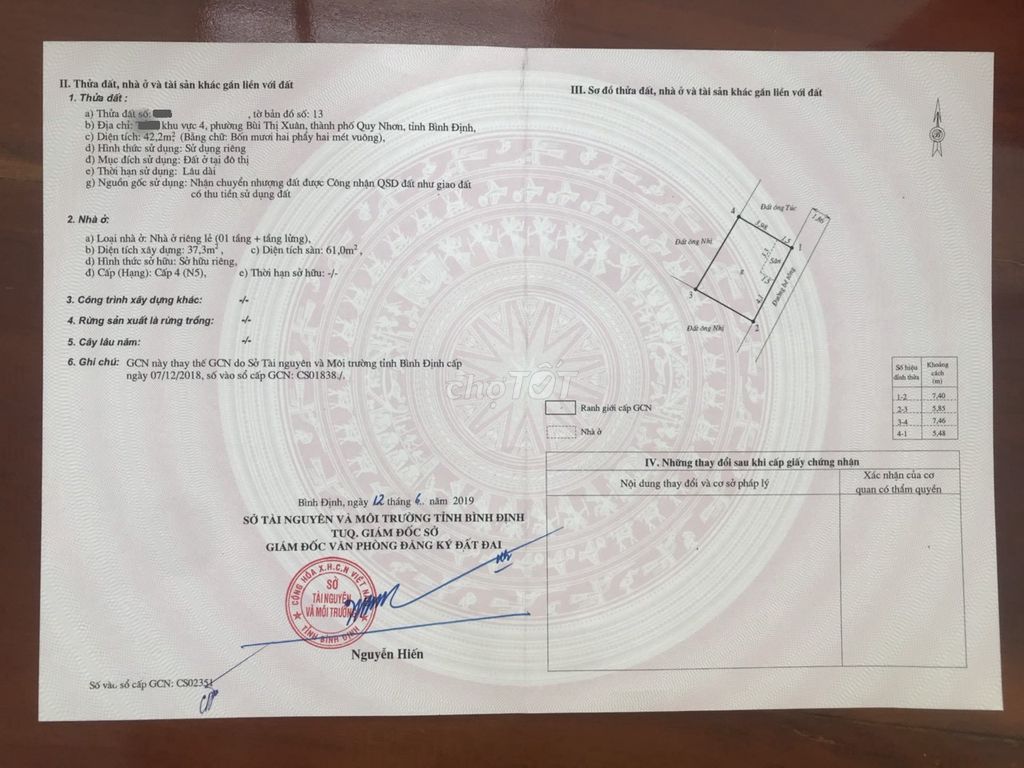 II. Thửa đất, nhà ở và tài sản khác gắn liền với đất
1. Thửa đất :
a) Thửa đất số: , tờ bản đồ số: 13
b) Địa chỉ: khu vực 4, phường Bùi Thị Xuân, thành phố Quy Nhơn, tỉnh Bình Định,
c) Diện tích: 42,2m² (Bằng chữ: Bốn mươi hai phẩy hai mét vuông),
d) Hình thức sử dụng: Sử dụng riêng
đ) Mục đích sử dụng: Đất ở tại đô thị
e) Thời hạn sử dụng: Lâu dài
g) Nguồn gốc sử dụng: Nhận chuyển nhượng đất được Công nhận QSD đất như giao đất
có thu tiền sử dụng đất
2. Nhà ở:
a) Loại nhà ở: Nhà ở riêng lẻ (01 tầng + tầng lửng),
b) Diện tích xây dựng: 37,3m² , c) Diện tích sàn: 61,0m² ,
d) Hình thức sở hữu: Sở hữu riêng,
đ) Cấp (Hạng): Cấp 4 (N5), e) Thời hạn sở hữu: -/-
3. Công trình xây dựng khác: -/-
4. Rừng sản xuất là rừng trồng: -/-
5. Cây lâu năm: -/-
6. Ghi chú: GCN này thay thế GCN do Sở Tài nguyên và Môi trường tỉnh Bình Định cấp
ngày 07/12/2018, số vào sổ cấp GCN: CS01838./.
Bình Định, ngày 12 tháng 6 năm 2019
SỞ TÀI NGUYÊN VÀ MÔI TRƯỜNG TỈNH BÌNH ĐỊNH
TUQ. GIÁM ĐỐC SỞ
GIÁM ĐỐC VĂN PHÒNG ĐĂNG KÝ ĐẤT ĐAI
CỘNG HÒA X.H.C.N VIỆT NAM
SỞ
TÀI NGUYÊN
VÀ MÔI TRƯỜNG
TỈNH BÌNH ĐỊNH
Nguyễn Hiến
Số vào sổ cấp GCN: CS02351
III. Sơ đồ thửa đất, nhà ở và tài sản khác gắn liền với đất
B
Đất ông Túc
1,86
4
3,98
1,5
1
Đất ông Nhị
3,3
Sân
1,5
Đường bê tông
3
4,1
2
Đất ông Nhị
chợTỐT
Số hiệu đỉnh thửa
Khoảng cách (m)
1-2 7,40
2-3 5,85
3-4 7,46
4-1 5,48
Ranh giới cấp GCN
Nhà ở
IV. Những thay đổi sau khi cấp giấy chứng nhận
Nội dung thay đổi và cơ sở pháp lý
Xác nhận của cơ
quan có thẩm quyền